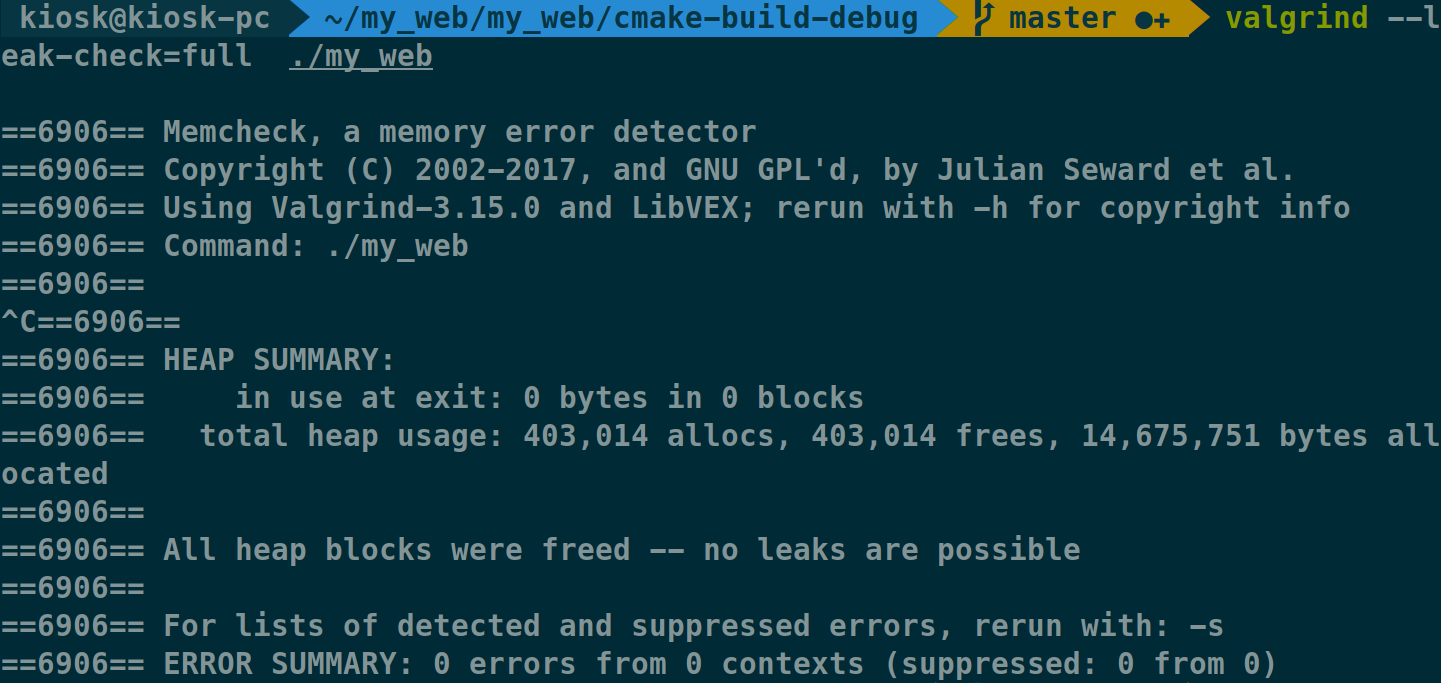 kiosk@kiosk-pc ~/my_web/my_web/cmake-build-debug master ●+ valgrind --l
eak-check=full  ./my_web
==6906== Memcheck, a memory error detector
==6906== Copyright (C) 2002-2017, and GNU GPL'd, by Julian Seward et al.
==6906== Using Valgrind-3.15.0 and LibVEX; rerun with -h for copyright info
==6906== Command: ./my_web
==6906==
^C==6906==
==6906== HEAP SUMMARY:
==6906==     in use at exit: 0 bytes in 0 blocks
==6906==   total heap usage: 403,014 allocs, 403,014 frees, 14,675,751 bytes all
ocated
==6906==
==6906== All heap blocks were freed -- no leaks are possible
==6906==
==6906== For lists of detected and suppressed errors, rerun with: -s
==6906== ERROR SUMMARY: 0 errors from 0 contexts (suppressed: 0 from 0)